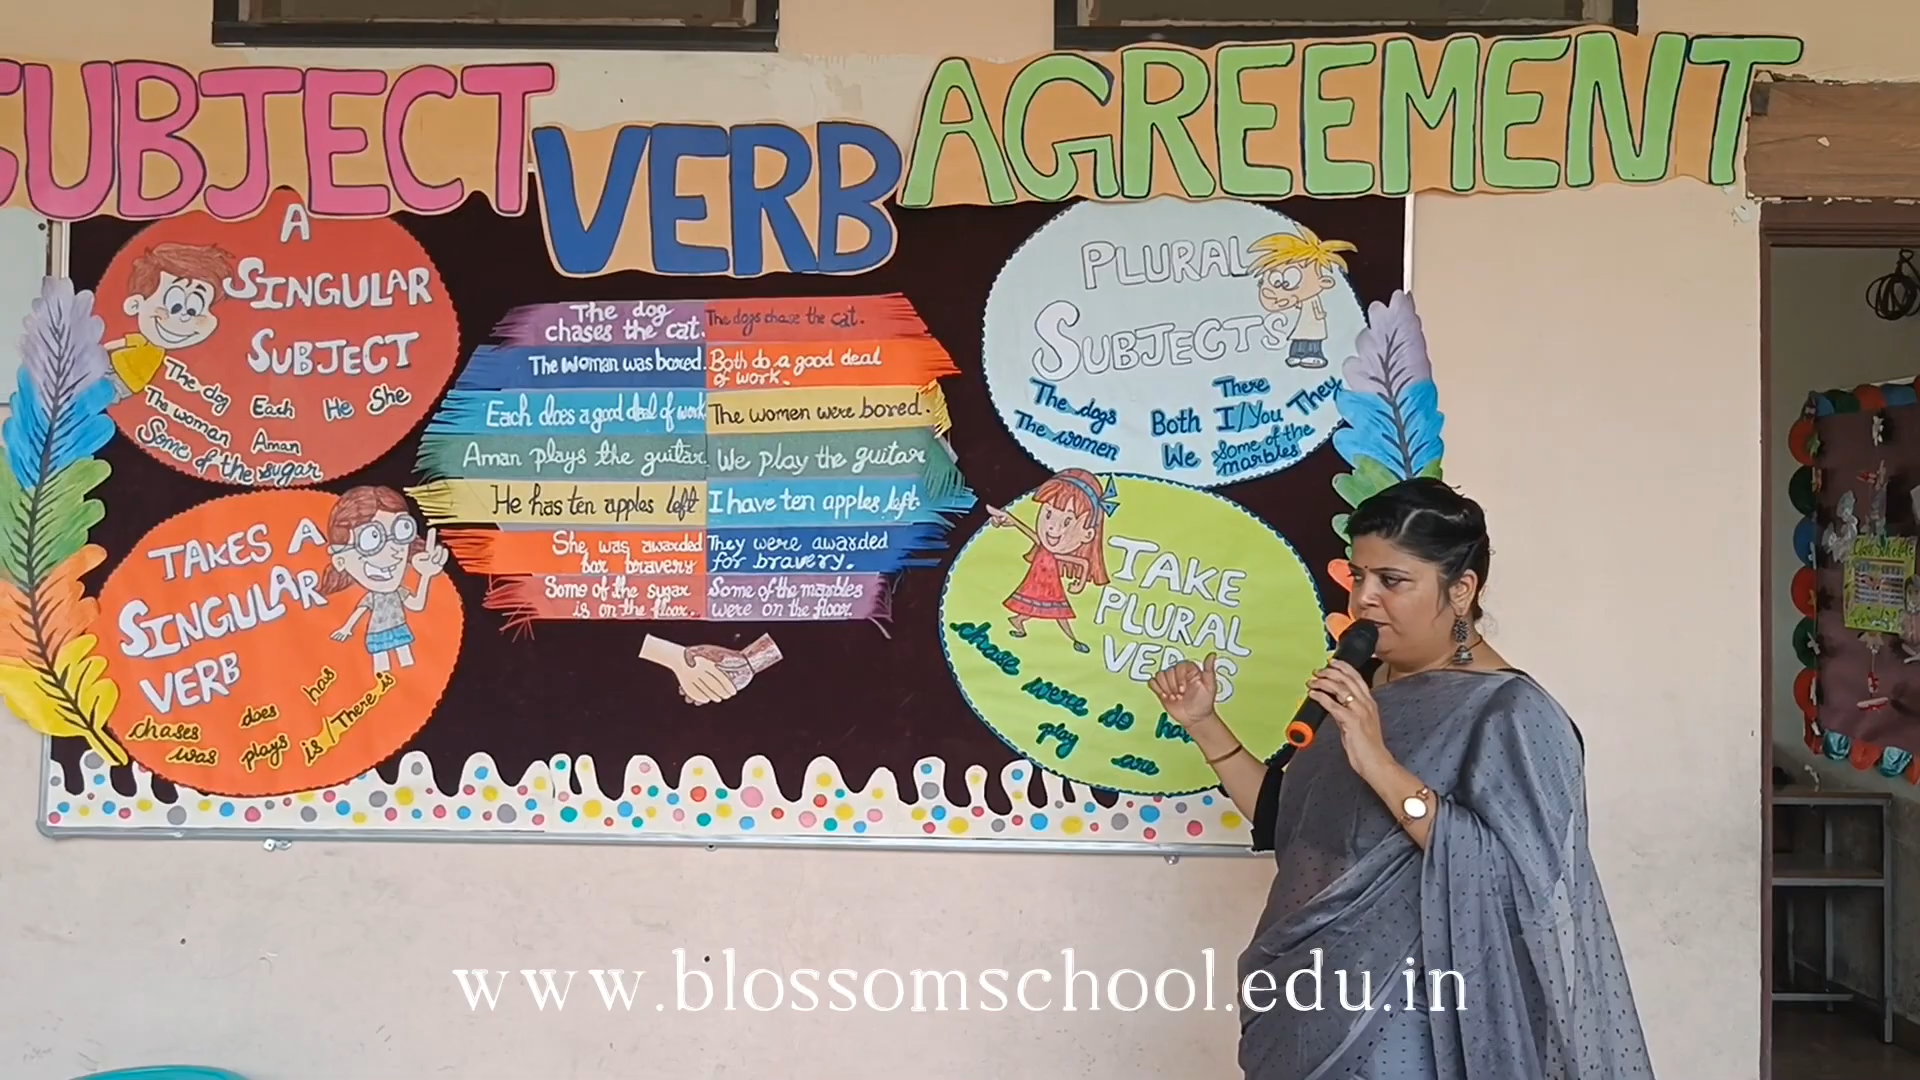 SUBJECT VERB AGREEMENT
A
SINGULAR
SUBJECT
The dog Each He She
The woman Aman
Some of the sugar
TAKES A
SINGULAR
VERB
chases does has
was plays is/There is
The dog
chases the cat.
The dogs chase the cat.
The woman was bored.
Both do a good deal
of work.
Each does a good deal of work
The women were bored.
Aman plays the guitar
We play the guitar
He has ten apples left
I have ten apples left.
She was awarded
bravery
They were awarded
for bravery.
Some of the sugar
is on the floor.
Some of the marbles
were on the floor
PLURAL
SUBJECTS
The dogs Both There I/You They
The women We Some of the
marbles
TAKE
PLURAL
VERBS
chase were do
play are
www.blossomschool.edu.in